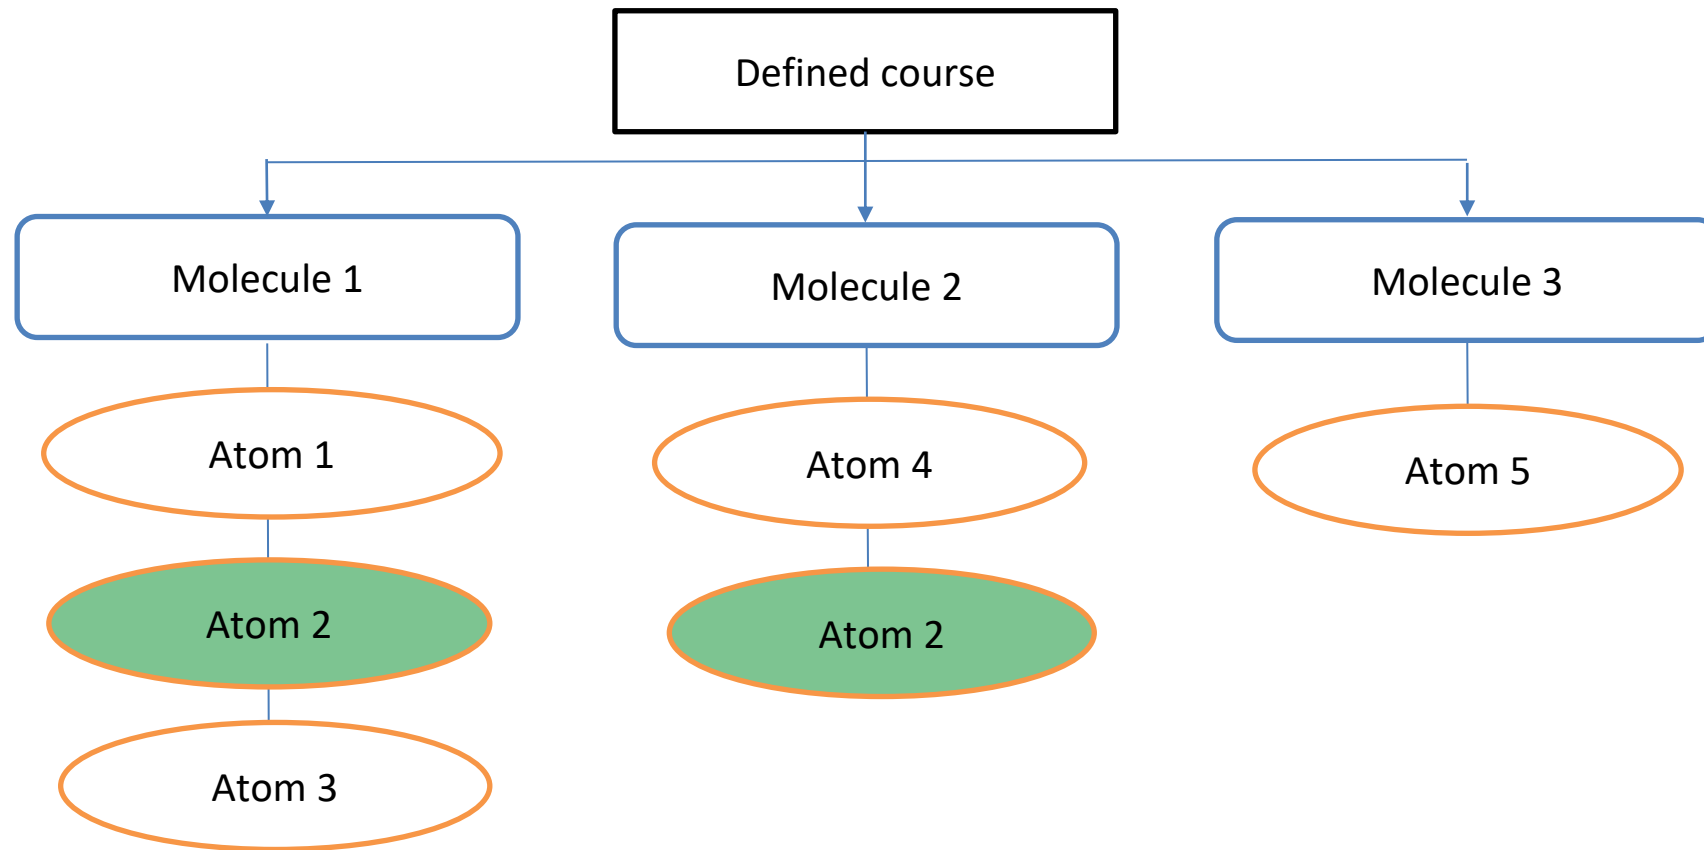 Defined course
Molecule 1
Molecule 2
Molecule 3
Atom 1
Atom 4
Atom 5
Atom 2
Atom 2
Atom 3